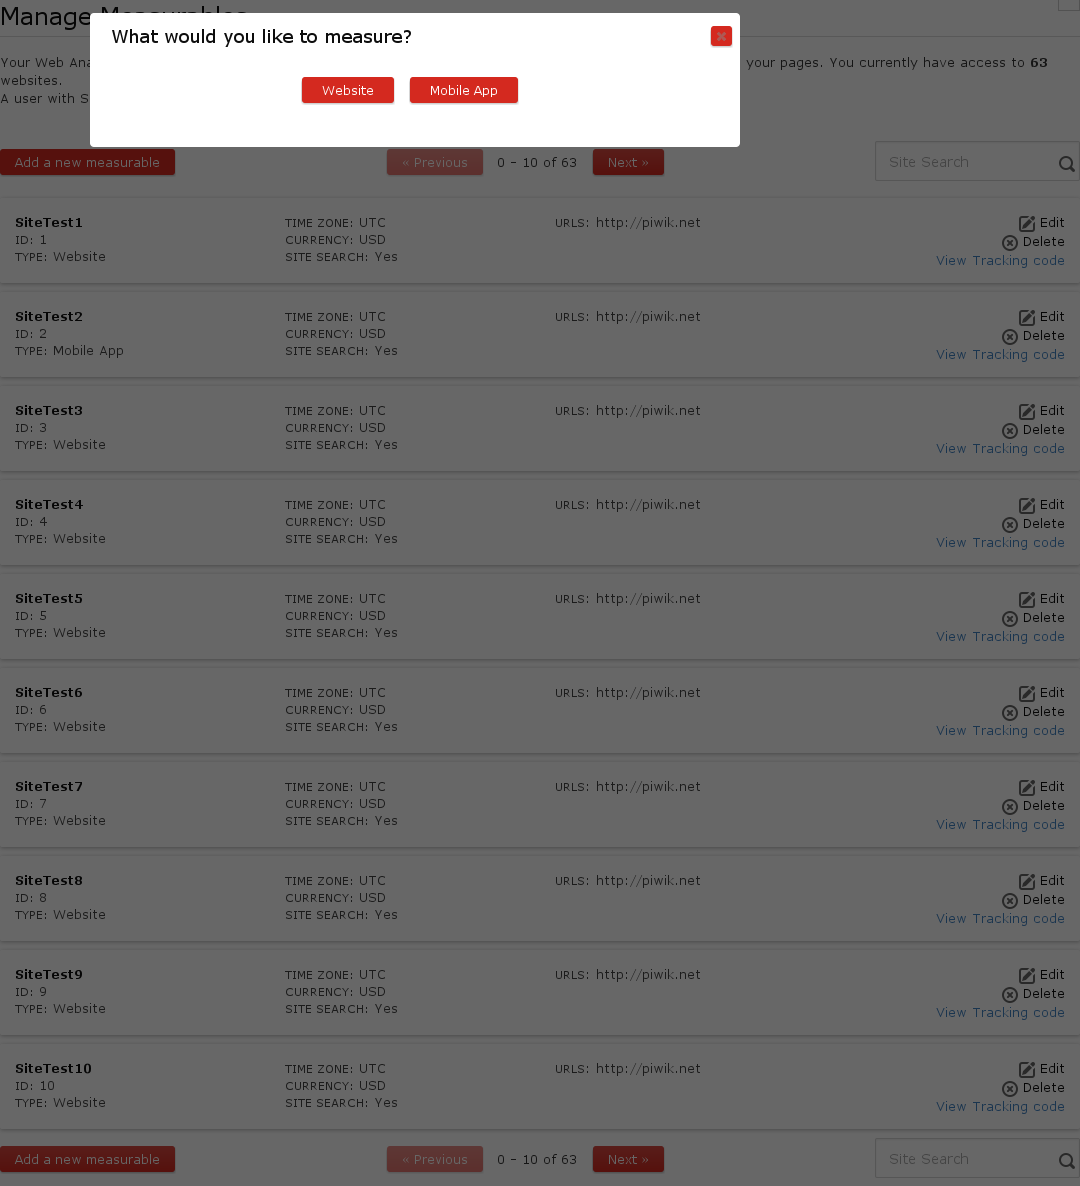 Manage Measurables
What would you like to measure?
Website Mobile App
Your Web Ana your pages. You currently have access to 63
websites.
A user with S
Add a new measurable « Previous 0 – 10 of 63 Next » Site Search
SiteTest1 TIME ZONE: UTC URLS: http://piwik.net Edit
ID: 1 CURRENCY: USD Delete
TYPE: Website SITE SEARCH: Yes View Tracking code
SiteTest2 TIME ZONE: UTC URLS: http://piwik.net Edit
ID: 2 CURRENCY: USD Delete
TYPE: Mobile App SITE SEARCH: Yes View Tracking code
SiteTest3 TIME ZONE: UTC URLS: http://piwik.net Edit
ID: 3 CURRENCY: USD Delete
TYPE: Website SITE SEARCH: Yes View Tracking code
SiteTest4 TIME ZONE: UTC URLS: http://piwik.net Edit
ID: 4 CURRENCY: USD Delete
TYPE: Website SITE SEARCH: Yes View Tracking code
SiteTest5 TIME ZONE: UTC URLS: http://piwik.net Edit
ID: 5 CURRENCY: USD Delete
TYPE: Website SITE SEARCH: Yes View Tracking code
SiteTest6 TIME ZONE: UTC URLS: http://piwik.net Edit
ID: 6 CURRENCY: USD Delete
TYPE: Website SITE SEARCH: Yes View Tracking code
SiteTest7 TIME ZONE: UTC URLS: http://piwik.net Edit
ID: 7 CURRENCY: USD Delete
TYPE: Website SITE SEARCH: Yes View Tracking code
SiteTest8 TIME ZONE: UTC URLS: http://piwik.net Edit
ID: 8 CURRENCY: USD Delete
TYPE: Website SITE SEARCH: Yes View Tracking code
SiteTest9 TIME ZONE: UTC URLS: http://piwik.net Edit
ID: 9 CURRENCY: USD Delete
TYPE: Website SITE SEARCH: Yes View Tracking code
SiteTest10 TIME ZONE: UTC URLS: http://piwik.net Edit
ID: 10 CURRENCY: USD Delete
TYPE: Website SITE SEARCH: Yes View Tracking code
Add a new measurable « Previous 0 – 10 of 63 Next » Site Search